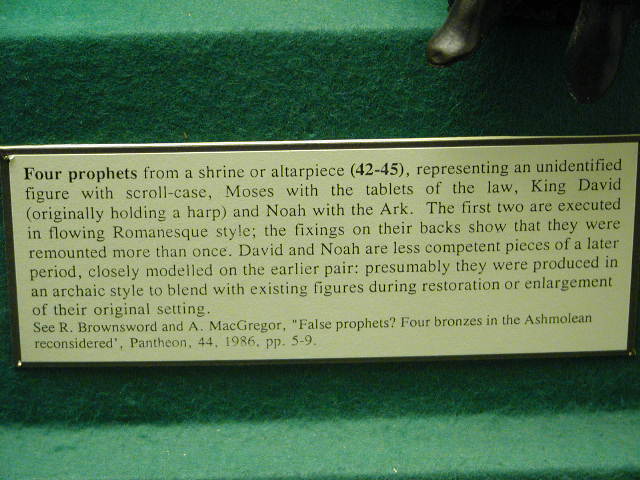 Four prophets from a shrine or altarpiece (42-45), representing an unidentified
figure with scroll-case, Moses with the tablets of the law, King David
(originally holding a harp) and Noah with the Ark. The first two are executed
in flowing Romanesque style; the fixings on their backs show that they were
remounted more than once. David and Noah are less competent pieces of a later
period, closely modelled on the earlier pair: presumably they were produced in
an archaic style to blend with existing figures during restoration or enlargement
of their original setting.
See R. Brownsword and A. MacGregor, "False prophets? Four bronzes in the Ashmolean
reconsidered', Pantheon, 44, 1986, pp. 5-9.